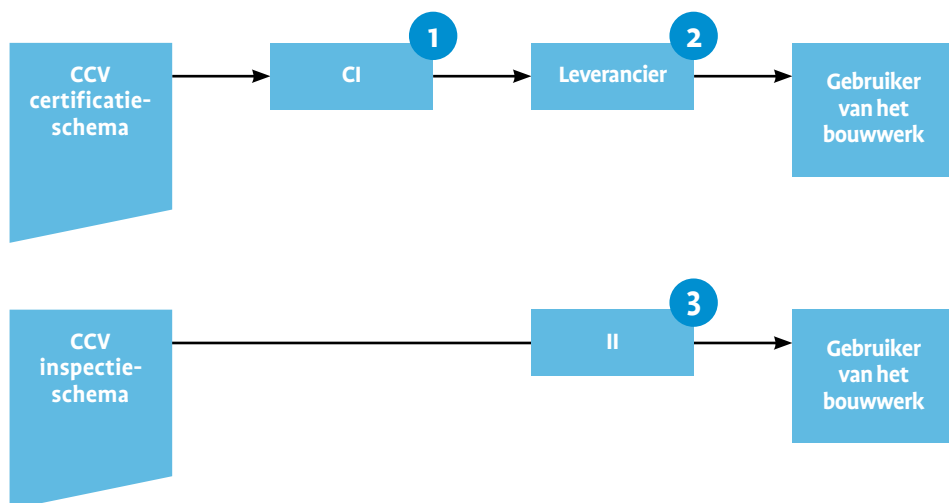 1
2
CCV
certificatie-
schema
CI
Leverancier
Gebruiker
van het
bouwwerk
3
CCV
inspectie-
schema
II
Gebruiker
van het
bouwwerk